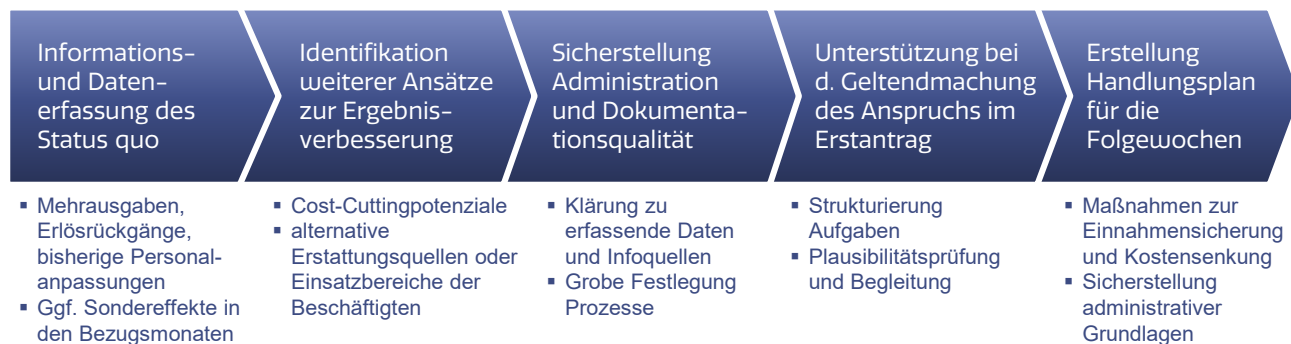 Informations-
und Daten-
erfassung des
Status quo
Identifikation
weiterer Ansätze
zur Ergebnis-
verbesserung
Sicherstellung
Administration
und Dokumenta-
tionsqualität
Unterstützung bei
d. Geltendmachung
des Anspruchs im
Erstantrag
Erstellung
Handlungsplan
für die
Folgewochen
▪ Mehrausgaben,
Erlösrückgänge,
bisherige Personal-
anpassungen
▪ Ggf. Sondereffekte in
den Bezugsmonaten
▪ Cost-Cuttingpotenziale
▪ alternative
Erstattungsquellen oder
Einsatzbereiche der
Beschäftigten
▪ Klärung zu
erfassende Daten
und Infoquellen
▪ Grobe Festlegung
Prozesse
▪ Strukturierung
Aufgaben
▪ Plausibilitätsprüfung
und Begleitung
▪ Maßnahmen zur
Einnahmensicherung
und Kostensenkung
▪ Sicherstellung
administrativer
Grundlagen